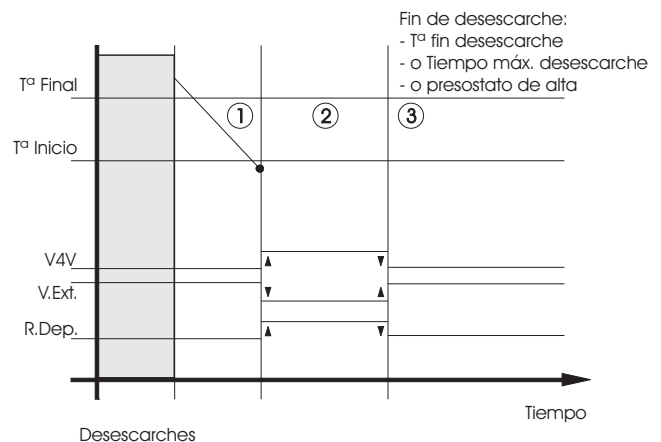 Fin de desescarche:
- Tª fin desescarche
- o Tiempo máx. desescarche
- o presostato de alta
Tª Final
1
2
3
Tª Inicio
V4V
V.Ext.
R.Dep.
Tiempo
Desescarches